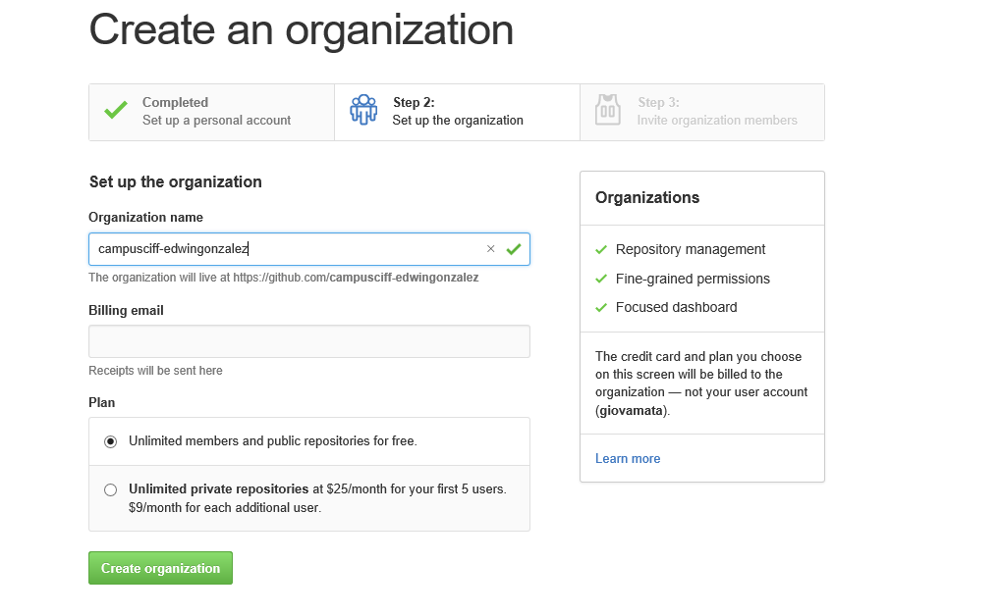 Create an organization
Completed
Set up a personal account
Step 2:
Set up the organization
Step 3:
Invite organization members
Set up the organization
Organization name
campusciff-edwingonzalez
The organization will live at https://github.com/campusciff-edwingonzalez
Billing email
Receipts will be sent here
Plan
Unlimited members and public repositories for free.
Unlimited private repositories at $25/month for your first 5 users.
$9/month for each additional user.
Create organization
Organizations
Repository management
Fine-grained permissions
Focused dashboard
The credit card and plan you choose
on this screen will be billed to the
organization — not your user account
(giovamata).
Learn more